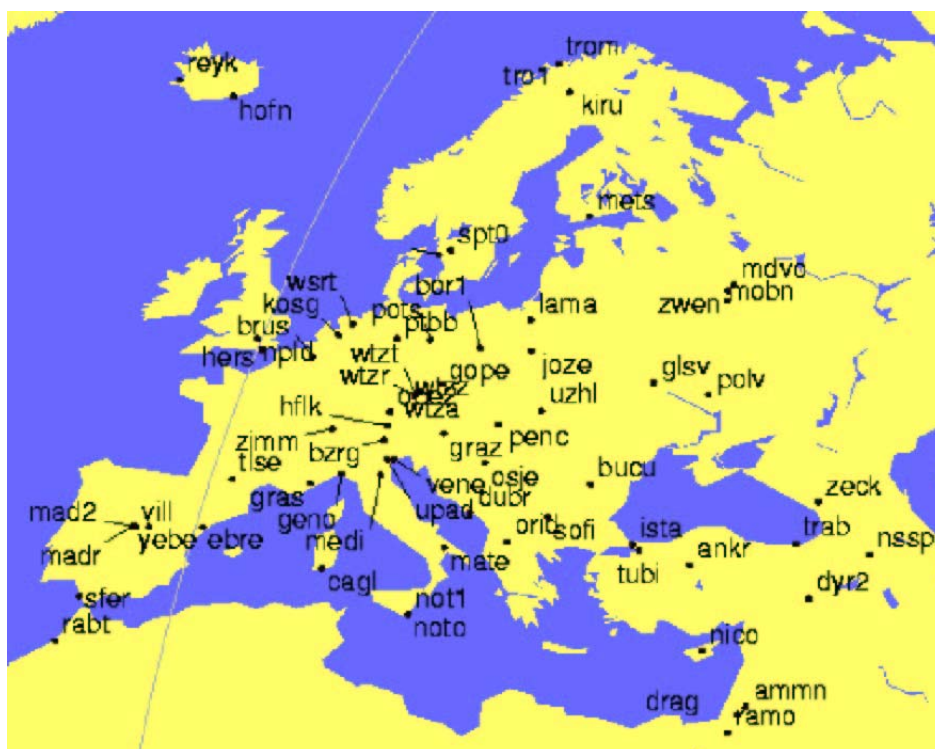 trom
reyk
tro1
hofn
kiru
mets
spt0
mdvo
wsrt
bor1
mobn
kosg
zwen
pots
lama
brus
ptbb
hers
npld
wtzt
gope
joze
glsv
wtzr
polv
uzhl
hflk
wtza
zimm
penc
bzrg
graz
tlse
osje
bucu
gras
vene
dubr
zeck
mad2
vill
geno
upad
orid
sofi
ista
trab
madr
yebe
ebre
medi
mate
ankr
nssp
tubi
cagl
dyr2
sfer
not1
rabt
noto
nico
drag
ammn
ramo